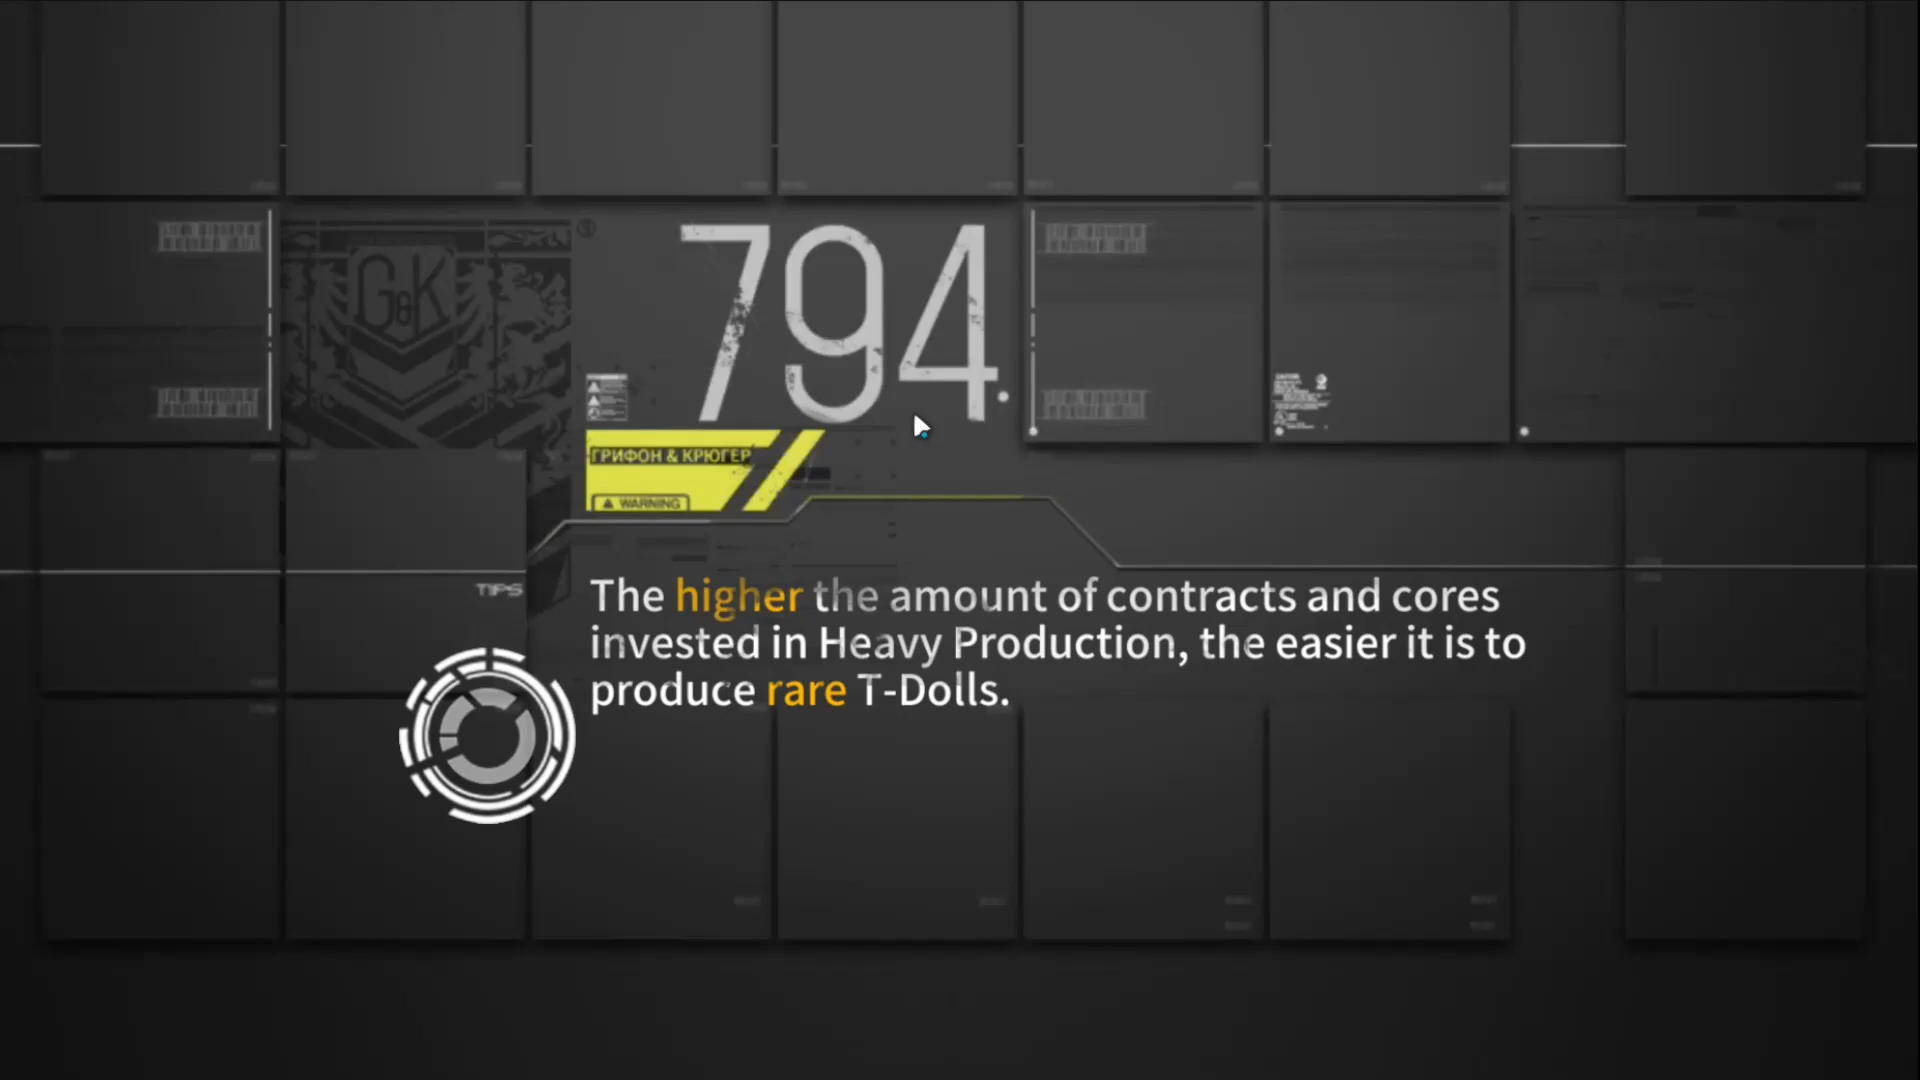 G&K
794.
ГРИФОН & КРЮГЕР
WARNING
TIPS
The higher the amount of contracts and cores
invested in Heavy Production, the easier it is to
produce rare T-Dolls.